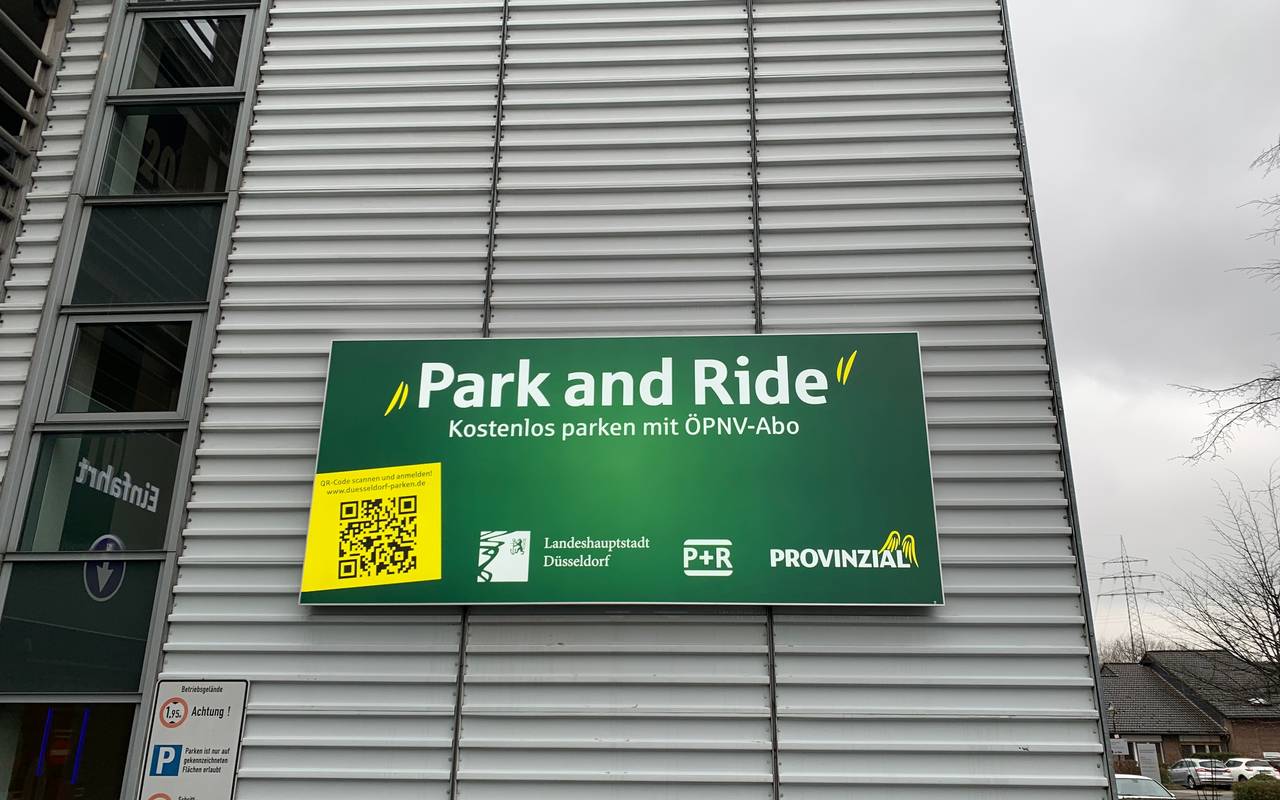 Park and Ride
Kostenlos parken mit ÖPNV-Abo
QR-Code scannen und anmelden!
www.duesseldorf-parken.de
Landeshauptstadt
Düsseldorf
P+R
PROVINZIAL
Einfahrt
Betriebsgelände
1,95m
Achtung !
P
Parken ist nur auf
gekennzeichneten
Flächen erlaubt